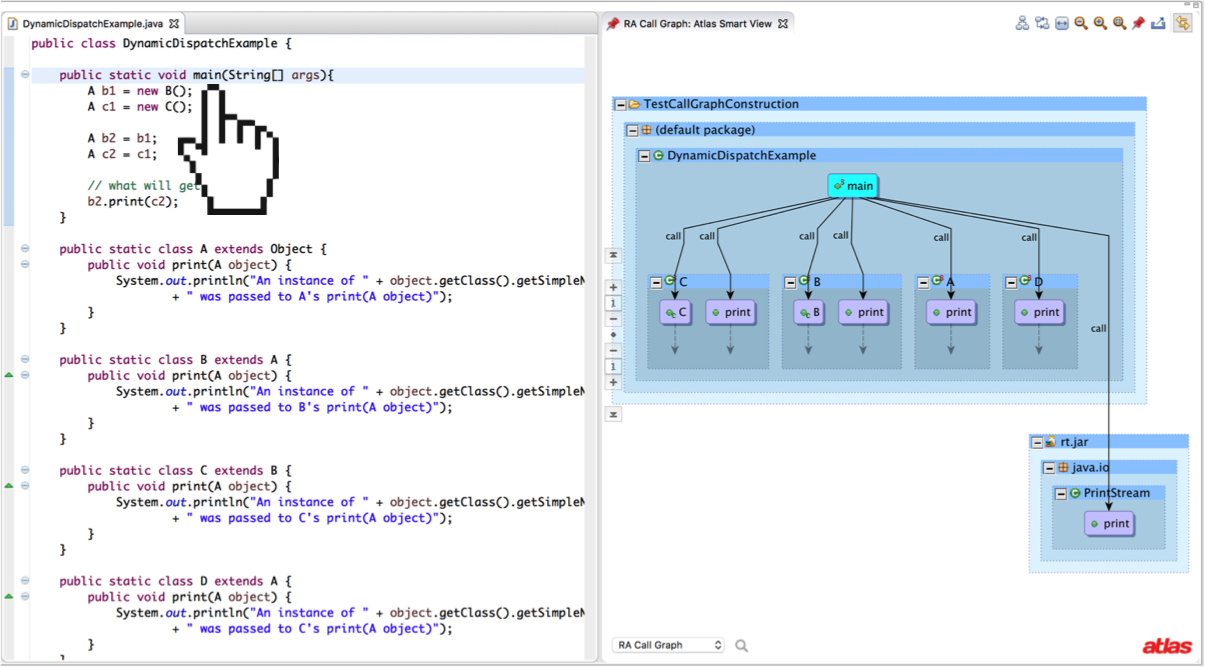 DynamicDispatchExample.java
public class DynamicDispatchExample {
public static void main(String[] args){
A b1 = new B();
A c1 = new C();
A b2 = b1;
A c2 = c1;
// what will get
b2.print(c2);
}
public static class A extends Object {
public void print(A object) {
System.out.println("An instance of " + object.getClass().getSimpleN
+ " was passed to A's print(A object)");
}
}
public static class B extends A {
public void print(A object) {
System.out.println("An instance of " + object.getClass().getSimpleN
+ " was passed to B's print(A object)");
}
}
public static class C extends B {
public void print(A object) {
System.out.println("An instance of " + object.getClass().getSimpleN
+ " was passed to C's print(A object)");
}
}
public static class D extends A {
public void print(A object) {
System.out.println("An instance of " + object.getClass().getSimpleN
+ " was passed to C's print(A object)");
}
RA Call Graph: Atlas Smart View
TestCallGraphConstruction
(default package)
DynamicDispatchExample
main
call call call call call call
C B A D
C print B print print print
call
1
1
rt.jar
java.io
PrintStream
print
RA Call Graph
atlas